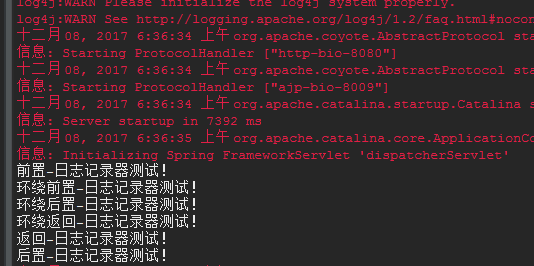 log4j:WARN Please initialize the log4j system properly.
log4j:WARN See http://logging.apache.org/log4j/1.2/faq.html#nocon
十二月 08, 2017 6:36:34 上午 org.apache.coyote.AbstractProtocol sta
信息: Starting ProtocolHandler ["http-bio-8080"]
十二月 08, 2017 6:36:34 上午 org.apache.coyote.AbstractProtocol sta
信息: Starting ProtocolHandler ["ajp-bio-8009"]
十二月 08, 2017 6:36:34 上午 org.apache.catalina.startup.Catalina s
信息: Server startup in 7392 ms
十二月 08, 2017 6:36:35 上午 org.apache.catalina.core.ApplicationCo
信息: Initializing Spring FrameworkServlet 'dispatcherServlet'
前置-日志记录器测试!
环绕前置-日志记录器测试!
环绕后置-日志记录器测试!
环绕返回-日志记录器测试!
返回-日志记录器测试!
后置-日志记录器测试!